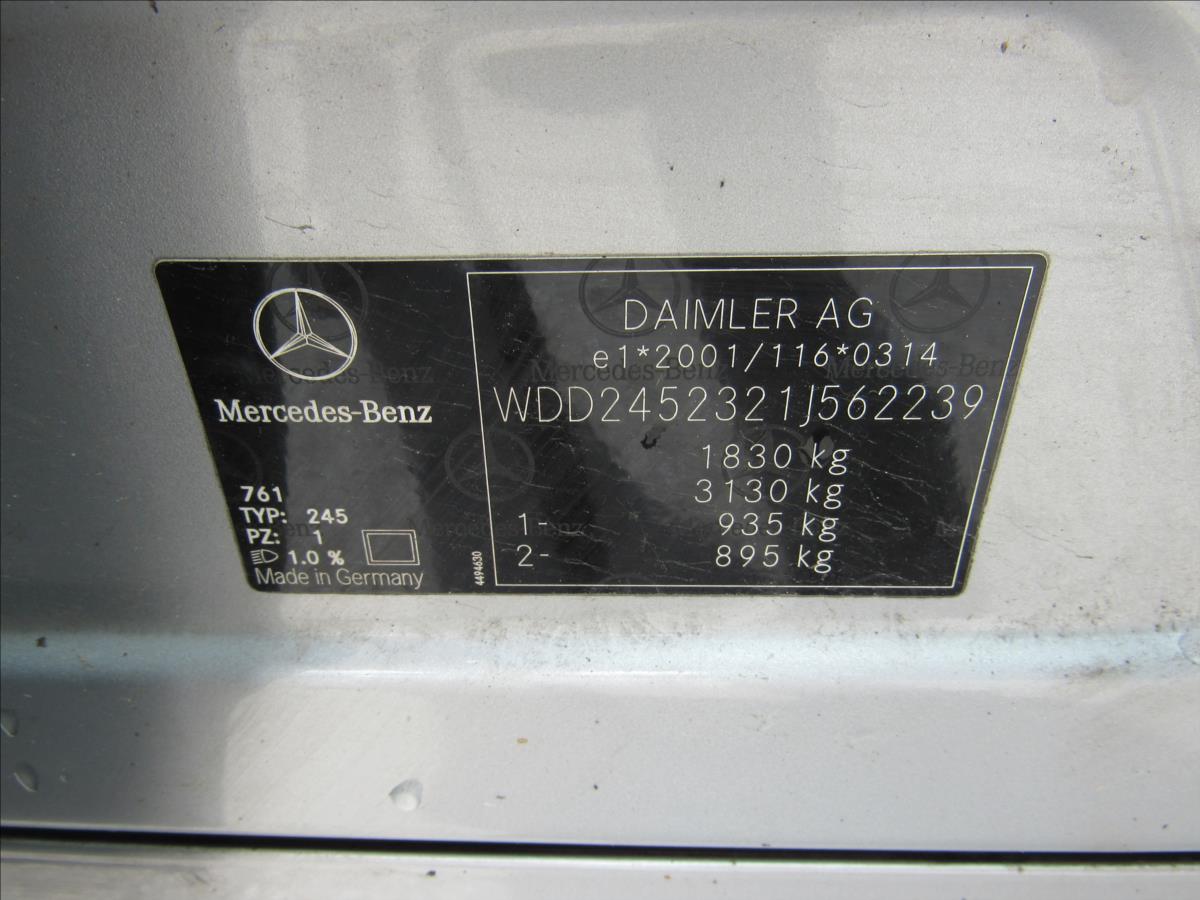 Mercedes-Benz
761
TYP: 245
PZ: 1
1.0 %
Made in Germany
4494630
DAIMLER AG
e1*2001/116*0314
WDD2452321J562239
1830 kg
3130 kg
1- 935 kg
2- 895 kg